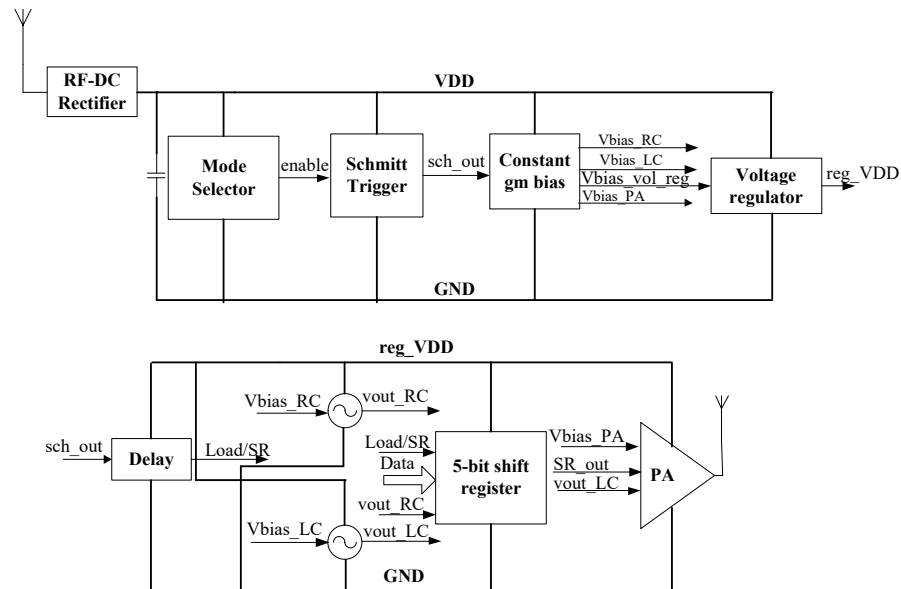 VDD
RF-DC
Rectifier
Mode
Selector
enable
Schmitt
Trigger
sch_out
Constant
gm bias
Vbias_RC
Vbias_LC
Vbias_vol_reg
Vbias_PA
Voltage
regulator
reg_VDD
GND
reg_VDD
Vbias_RC
vout_RC
sch_out
Delay
Load/SR
Load/SR
Data
vout_RC
5-bit shift
register
Vbias_PA
SR_out
vout_LC
PA
Vbias_LC
vout_LC
GND